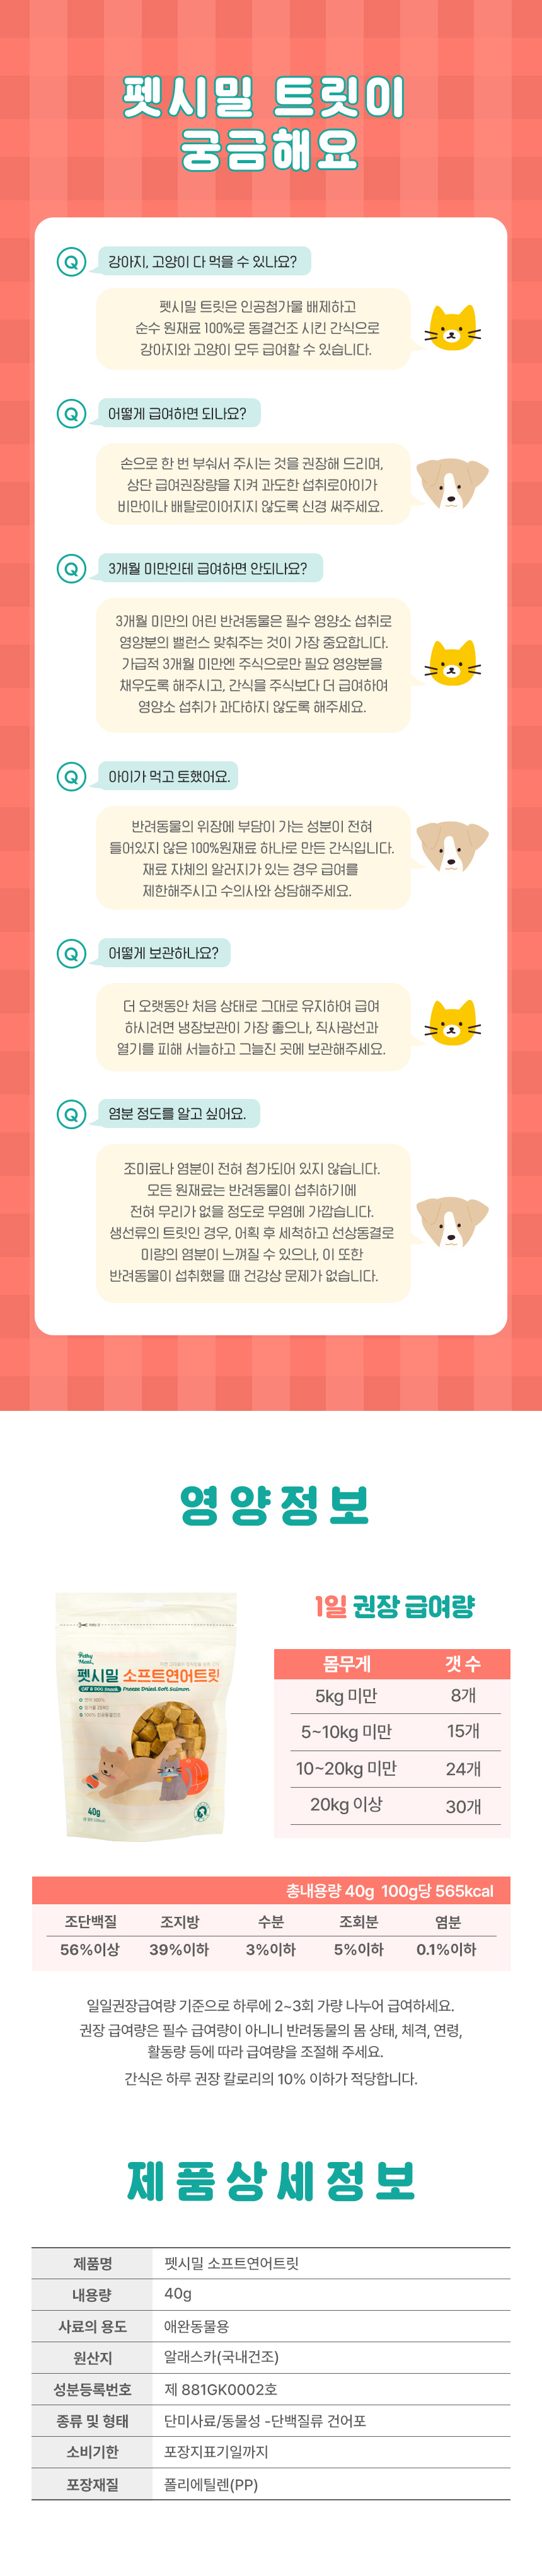 펫시밀 트릿이
궁금해요
Q 강아지, 고양이 다 먹을 수 있나요?
펫시밀 트릿은 인공첨가물 배제하고
순수 원재료 100%로 동결건조 시킨 간식으로
강아지와 고양이 모두 급여할 수 있습니다.
Q 어떻게 급여하면 되나요?
손으로 한 번 부숴서 주시는 것을 권장해 드리며,
상단 급여권장량을 지켜 과도한 섭취로아이가
비만이나 배탈로이어지지 않도록 신경 써주세요.
Q 3개월 미만인데 급여하면 안되나요?
3개월 미만의 어린 반려동물은 필수 영양소 섭취로
영양분의 밸런스 맞춰주는 것이 가장 중요합니다.
가급적 3개월 미만엔 주식으로만 필요 영양분을
채우도록 해주시고, 간식을 주식보다 더 급여하여
영양소 섭취가 과다하지 않도록 해주세요.
Q 아이가 먹고 토했어요.
반려동물의 위장에 부담이 가는 성분이 전혀
들어있지 않은 100%원재료 하나로 만든 간식입니다.
재료 자체의 알러지가 있는 경우 급여를
제한해주시고 수의사와 상담해주세요.
Q 어떻게 보관하나요?
더 오랫동안 처음 상태로 그대로 유지하여 급여
하시려면 냉장보관이 가장 좋으나, 직사광선과
열기를 피해 서늘하고 그늘진 곳에 보관해주세요.
Q 염분 정도를 알고 싶어요.
조미료나 염분이 전혀 첨가되어 있지 않습니다.
모든 원재료는 반려동물이 섭취하기에
전혀 무리가 없을 정도로 무염에 가깝습니다.
생선류의 트릿인 경우, 어획 후 세척하고 선상동결로
미량의 염분이 느껴질 수 있으나, 이 또한
반려동물이 섭취했을 때 건강상 문제가 없습니다.
영양정보
Pethy
Meal
펫시밀 소프트연어트릿
CAT & DOG Snack Freeze Dried Soft Salmon
연어 100%
첨가물 ZERO
100% 진공동결건조
40g
1일 권장 급여량
몸무게 갯 수
5kg 미만 8개
5~10kg 미만 15개
10~20kg 미만 24개
20kg 이상 30개
총내용량 40g 100g당 565kcal
조단백질 조지방 수분 조회분 염분
56%이상 39%이하 3%이하 5%이하 0.1%이하
일일권장급여량 기준으로 하루에 2~3회 가량 나누어 급여하세요.
권장 급여량은 필수 급여량이 아니니 반려동물의 몸 상태, 체격, 연령,
활동량 등에 따라 급여량을 조절해 주세요.
간식은 하루 권장 칼로리의 10% 이하가 적당합니다.
제품상세정보
제품명 펫시밀 소프트연어트릿
내용량 40g
사료의 용도 애완동물용
원산지 알래스카(국내건조)
성분등록번호 제 881GK0002호
종류 및 형태 단미사료/동물성 -단백질류 건어포
소비기한 포장지표기일까지
포장재질 폴리에틸렌(PP)